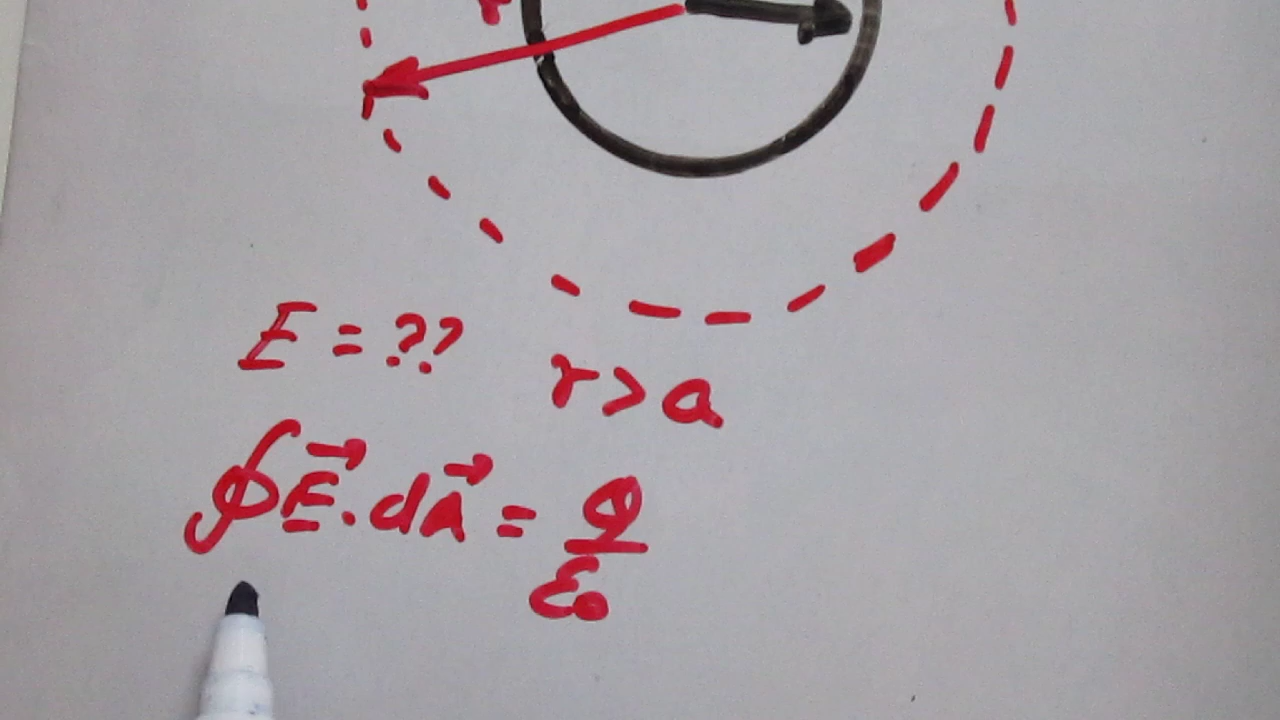 r
E = ??
r > a
∮E⃗.dA⃗ = Q/ε₀